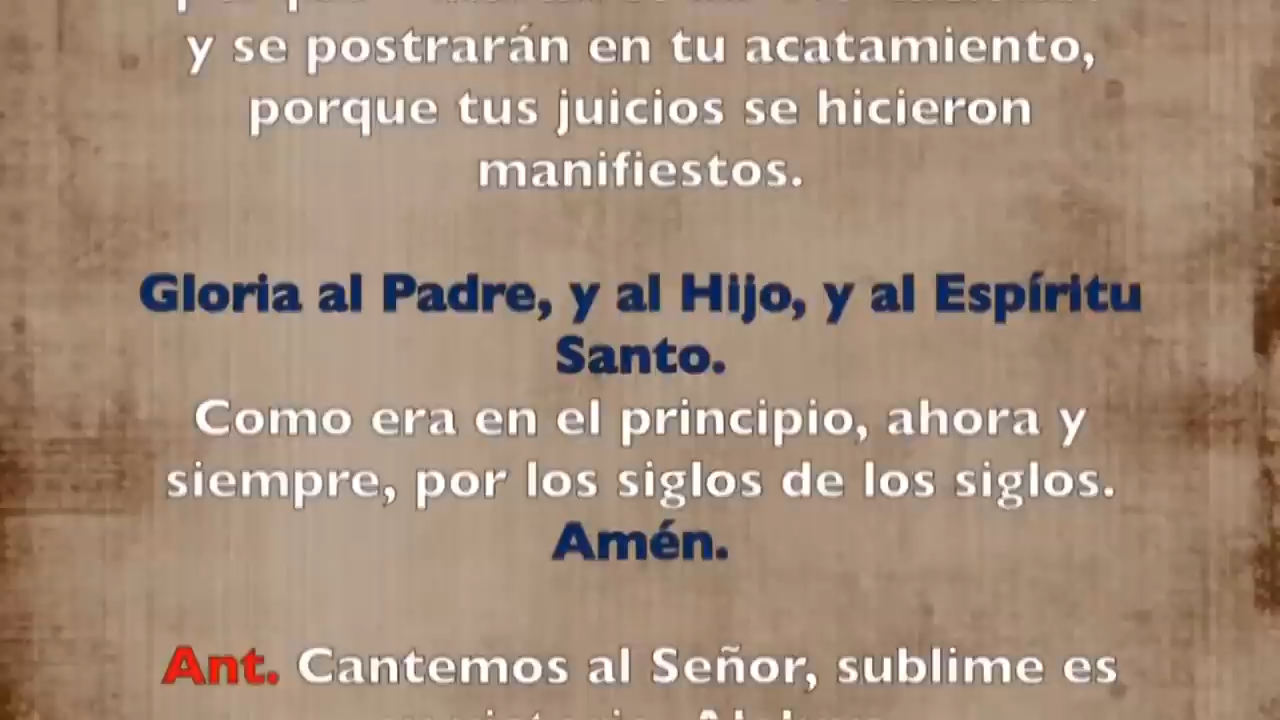 y se postrarán en tu acatamiento,
porque tus juicios se hicieron
manifiestos.
Gloria al Padre, y al Hijo, y al Espíritu
Santo.
Como era en el principio, ahora y
siempre, por los siglos de los siglos.
Amén.
Ant. Cantemos al Señor, sublime es